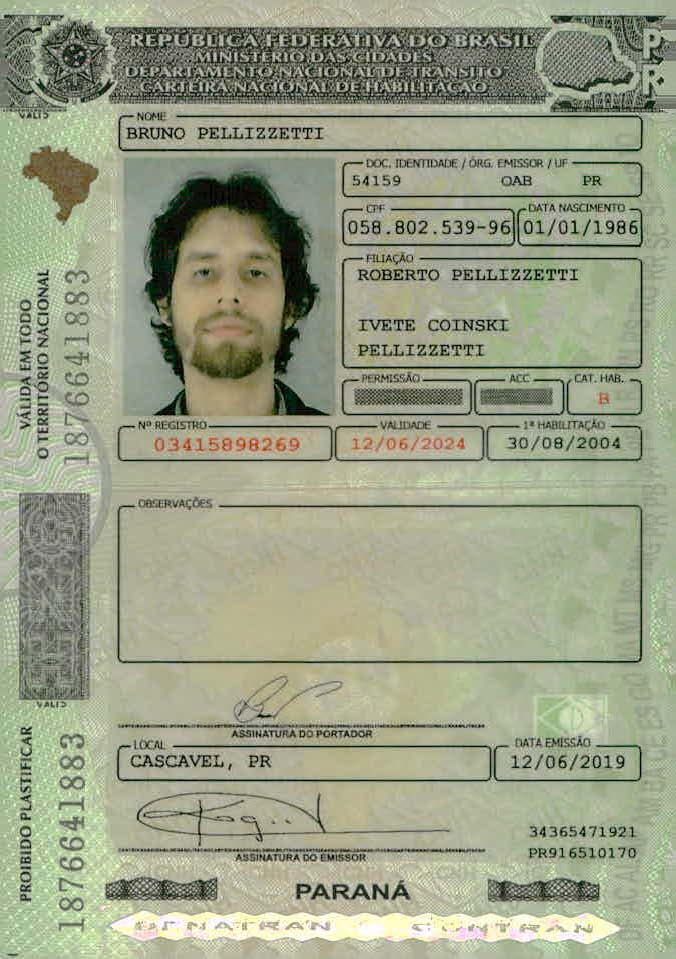 REPÚBLICA FEDERATIVA DO BRASIL
MINISTÉRIO DAS CIDADES
DEPARTAMENTO NACIONAL DE TRÂNSITO
CARTEIRA NACIONAL DE HABILITAÇÃO
PR
VALID
NOME
BRUNO PELLIZZETTI
DOC. IDENTIDADE / ÓRG. EMISSOR / UF
54159 OAB PR
CPF
058.802.539-96
DATA NASCIMENTO
01/01/1986
FILIAÇÃO
ROBERTO PELLIZZETTI
IVETE COINSKI
PELLIZZETTI
PERMISSÃO
ACC
CAT. HAB.
B
Nº REGISTRO
03415898269
VALIDADE
12/06/2024
1ª HABILITAÇÃO
30/08/2004
VÁLIDA EM TODO
O TERRITÓRIO NACIONAL
1876641883
OBSERVAÇÕES
VALID
ASSINATURA DO PORTADOR
LOCAL
CASCAVEL, PR
DATA EMISSÃO
12/06/2019
34365471921
PR916510170
ASSINATURA DO EMISSOR
PROIBIDO PLASTIFICAR
1876641883
PARANÁ
DENATRAN CONTRAN